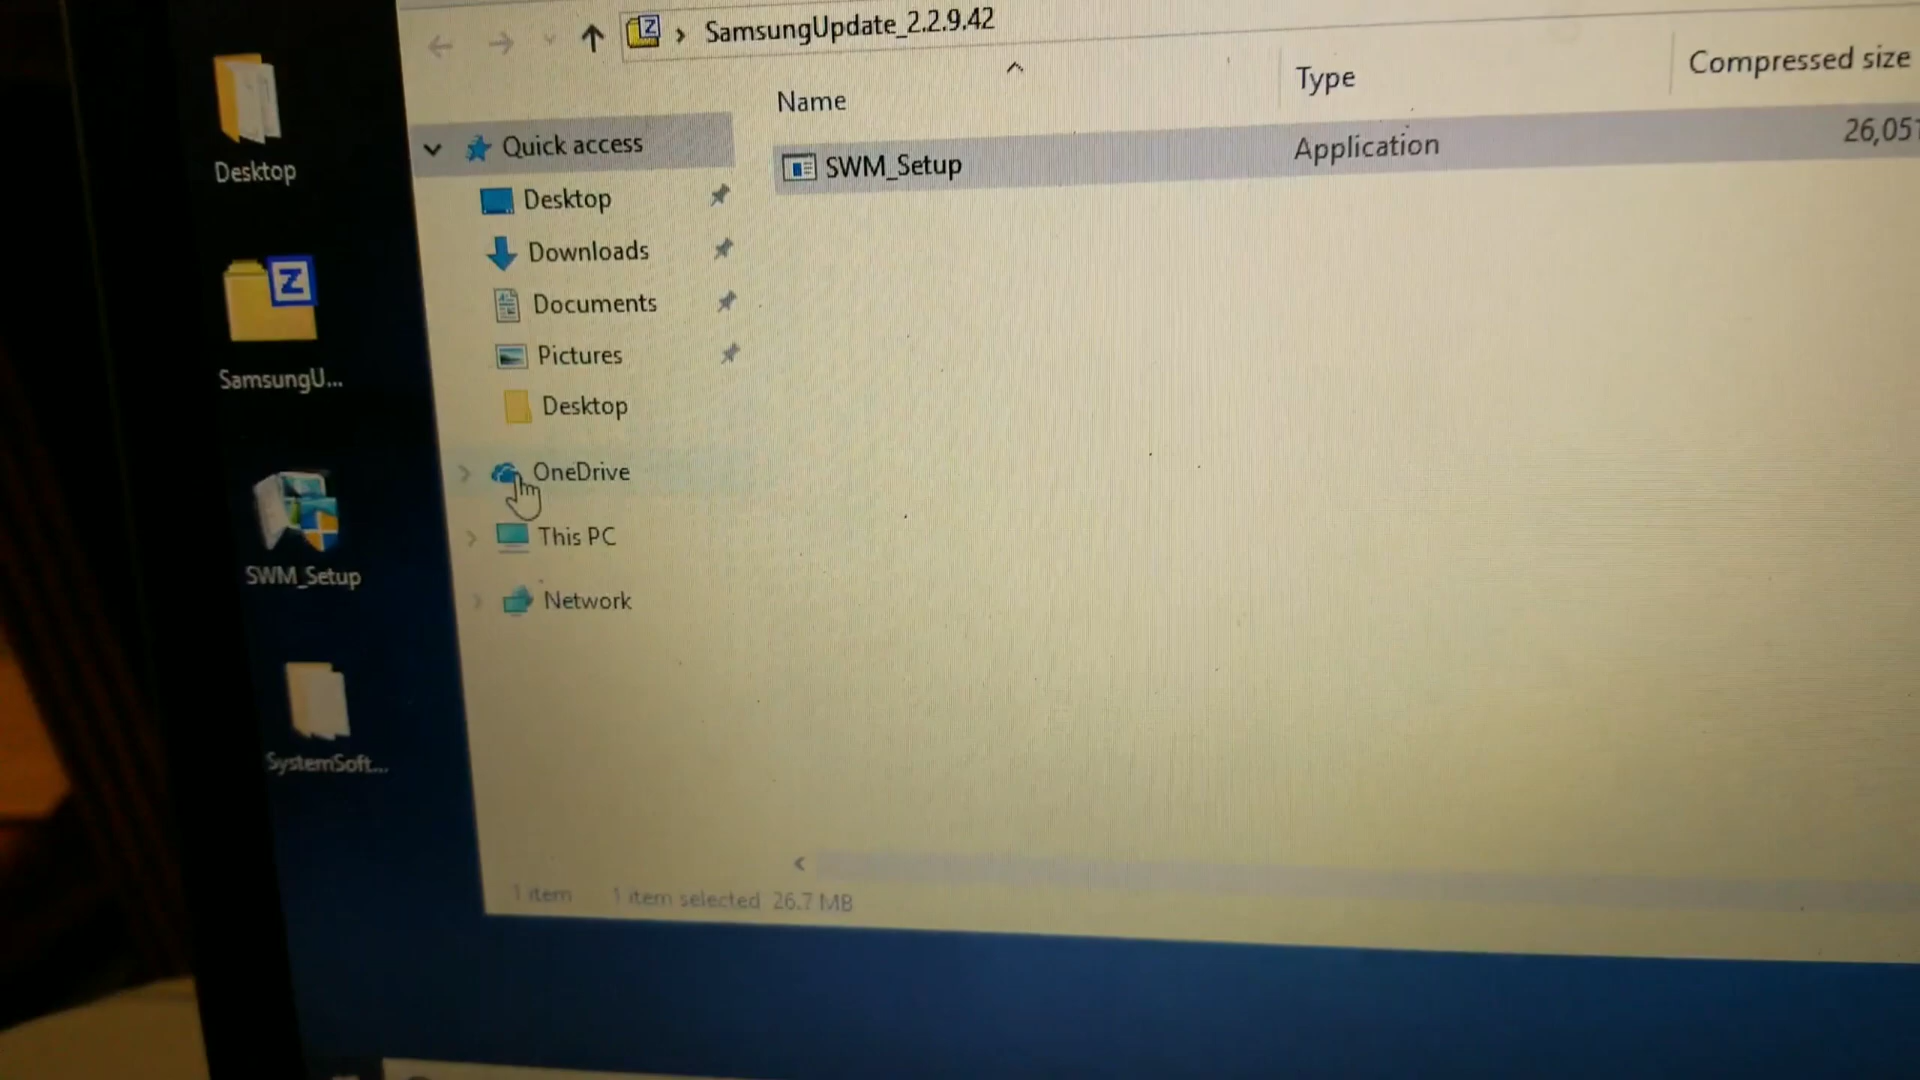 SamsungUpdate_2.2.9.42
Name
Type
Compressed size
Quick access
SWM_Setup
Application
26,05
Desktop
Downloads
Documents
Pictures
Desktop
OneDrive
This PC
Network
1 item
1 item selected 26.7 MB
Desktop
Z
SamsungU...
SWM_Setup
SystemSoft...